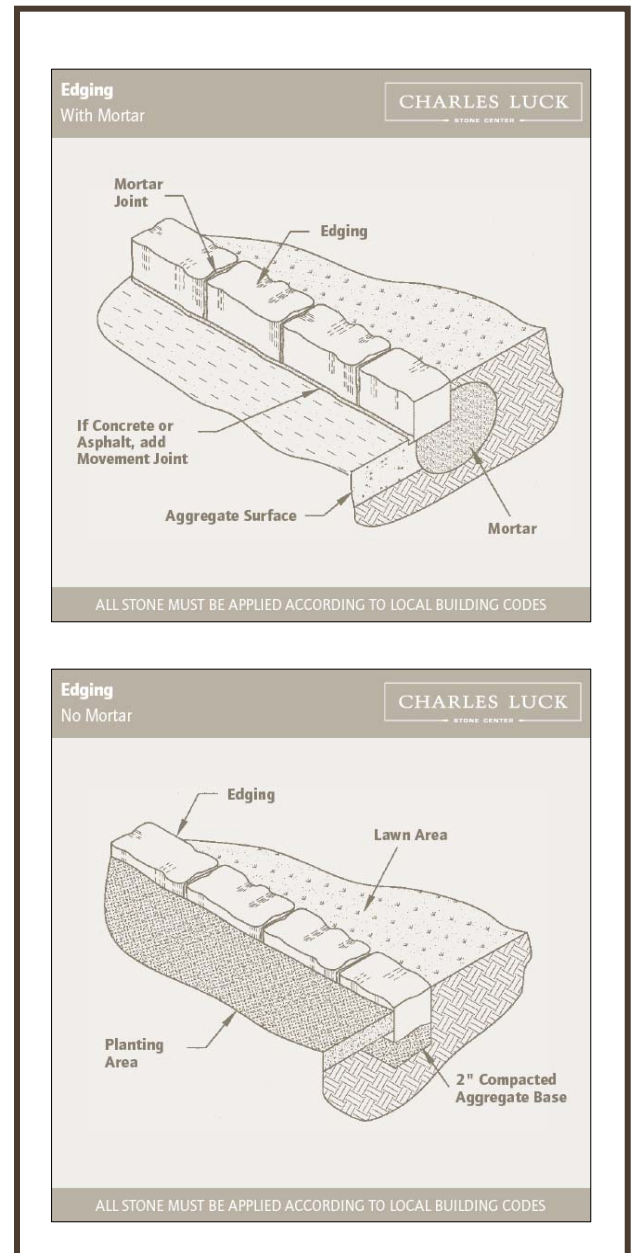 Edging
With Mortar
CHARLES LUCK
STONE CENTER
Mortar
Joint
Edging
If Concrete or
Asphalt, add
Movement Joint
Aggregate Surface
Mortar
ALL STONE MUST BE APPLIED ACCORDING TO LOCAL BUILDING CODES
Edging
No Mortar
CHARLES LUCK
STONE CENTER
Edging
Lawn Area
Planting
Area
2" Compacted
Aggregate Base
ALL STONE MUST BE APPLIED ACCORDING TO LOCAL BUILDING CODES